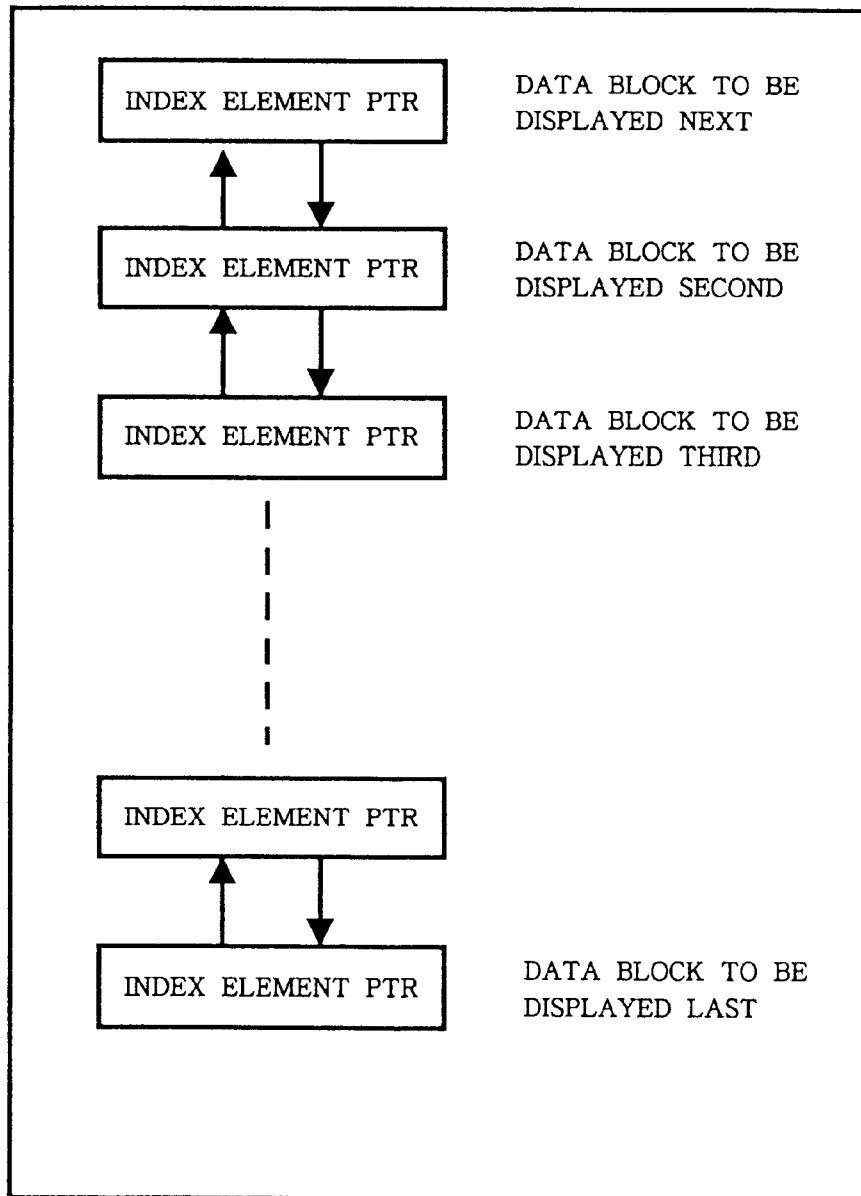 INDEX ELEMENT PTR
DATA BLOCK TO BE
DISPLAYED NEXT
INDEX ELEMENT PTR
DATA BLOCK TO BE
DISPLAYED SECOND
INDEX ELEMENT PTR
DATA BLOCK TO BE
DISPLAYED THIRD
INDEX ELEMENT PTR
INDEX ELEMENT PTR
DATA BLOCK TO BE
DISPLAYED LAST